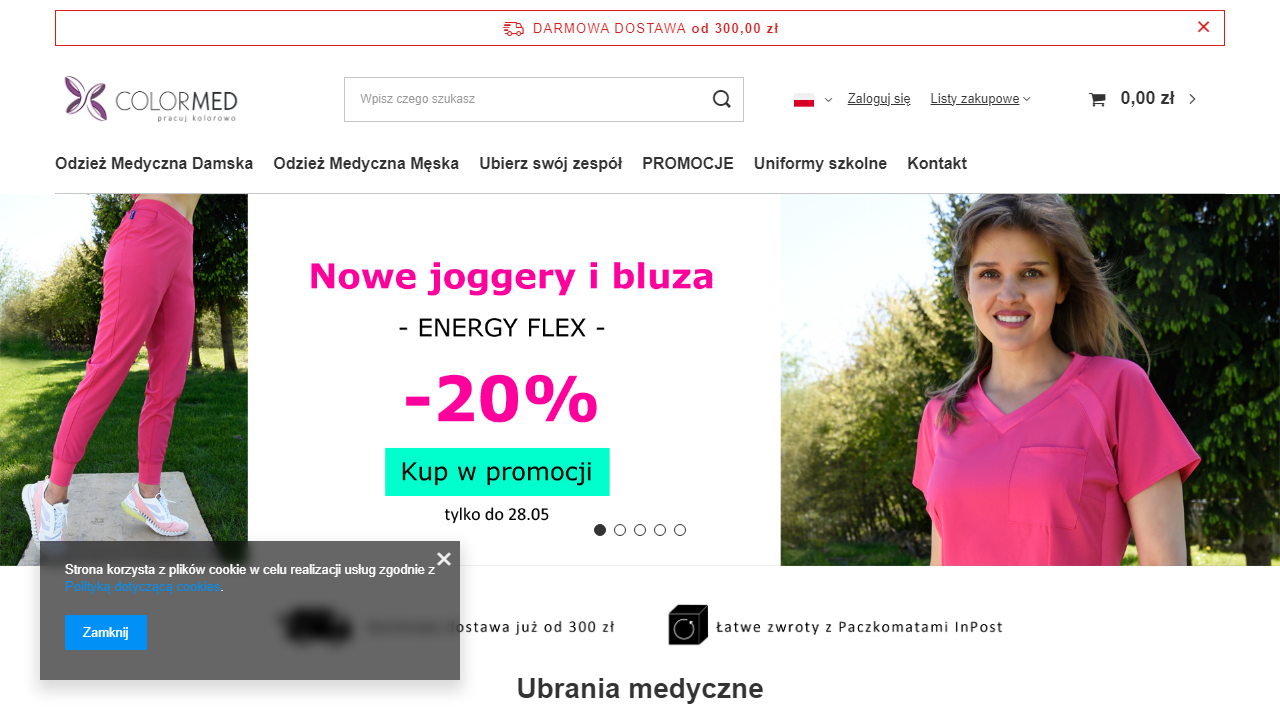 DARMOWA DOSTAWA od 300,00 zł
COLORMED
pracuj kolorowo
Wpisz czego szukasz
Zaloguj się
Listy zakupowe
0,00 zł
Odzież Medyczna Damska
Odzież Medyczna Męska
Ubierz swój zespół
PROMOCJE
Uniformy szkolne
Kontakt
Nowe joggery i bluza
- ENERGY FLEX -
-20%
Kup w promocji
tylko do 28.05
Strona korzysta z plików cookie w celu realizacji usług zgodnie z
Polityką dotyczącą cookies.
Zamknij
dostawa już od 300 zł
Łatwe zwroty z Paczkomatami InPost
Ubrania medyczne